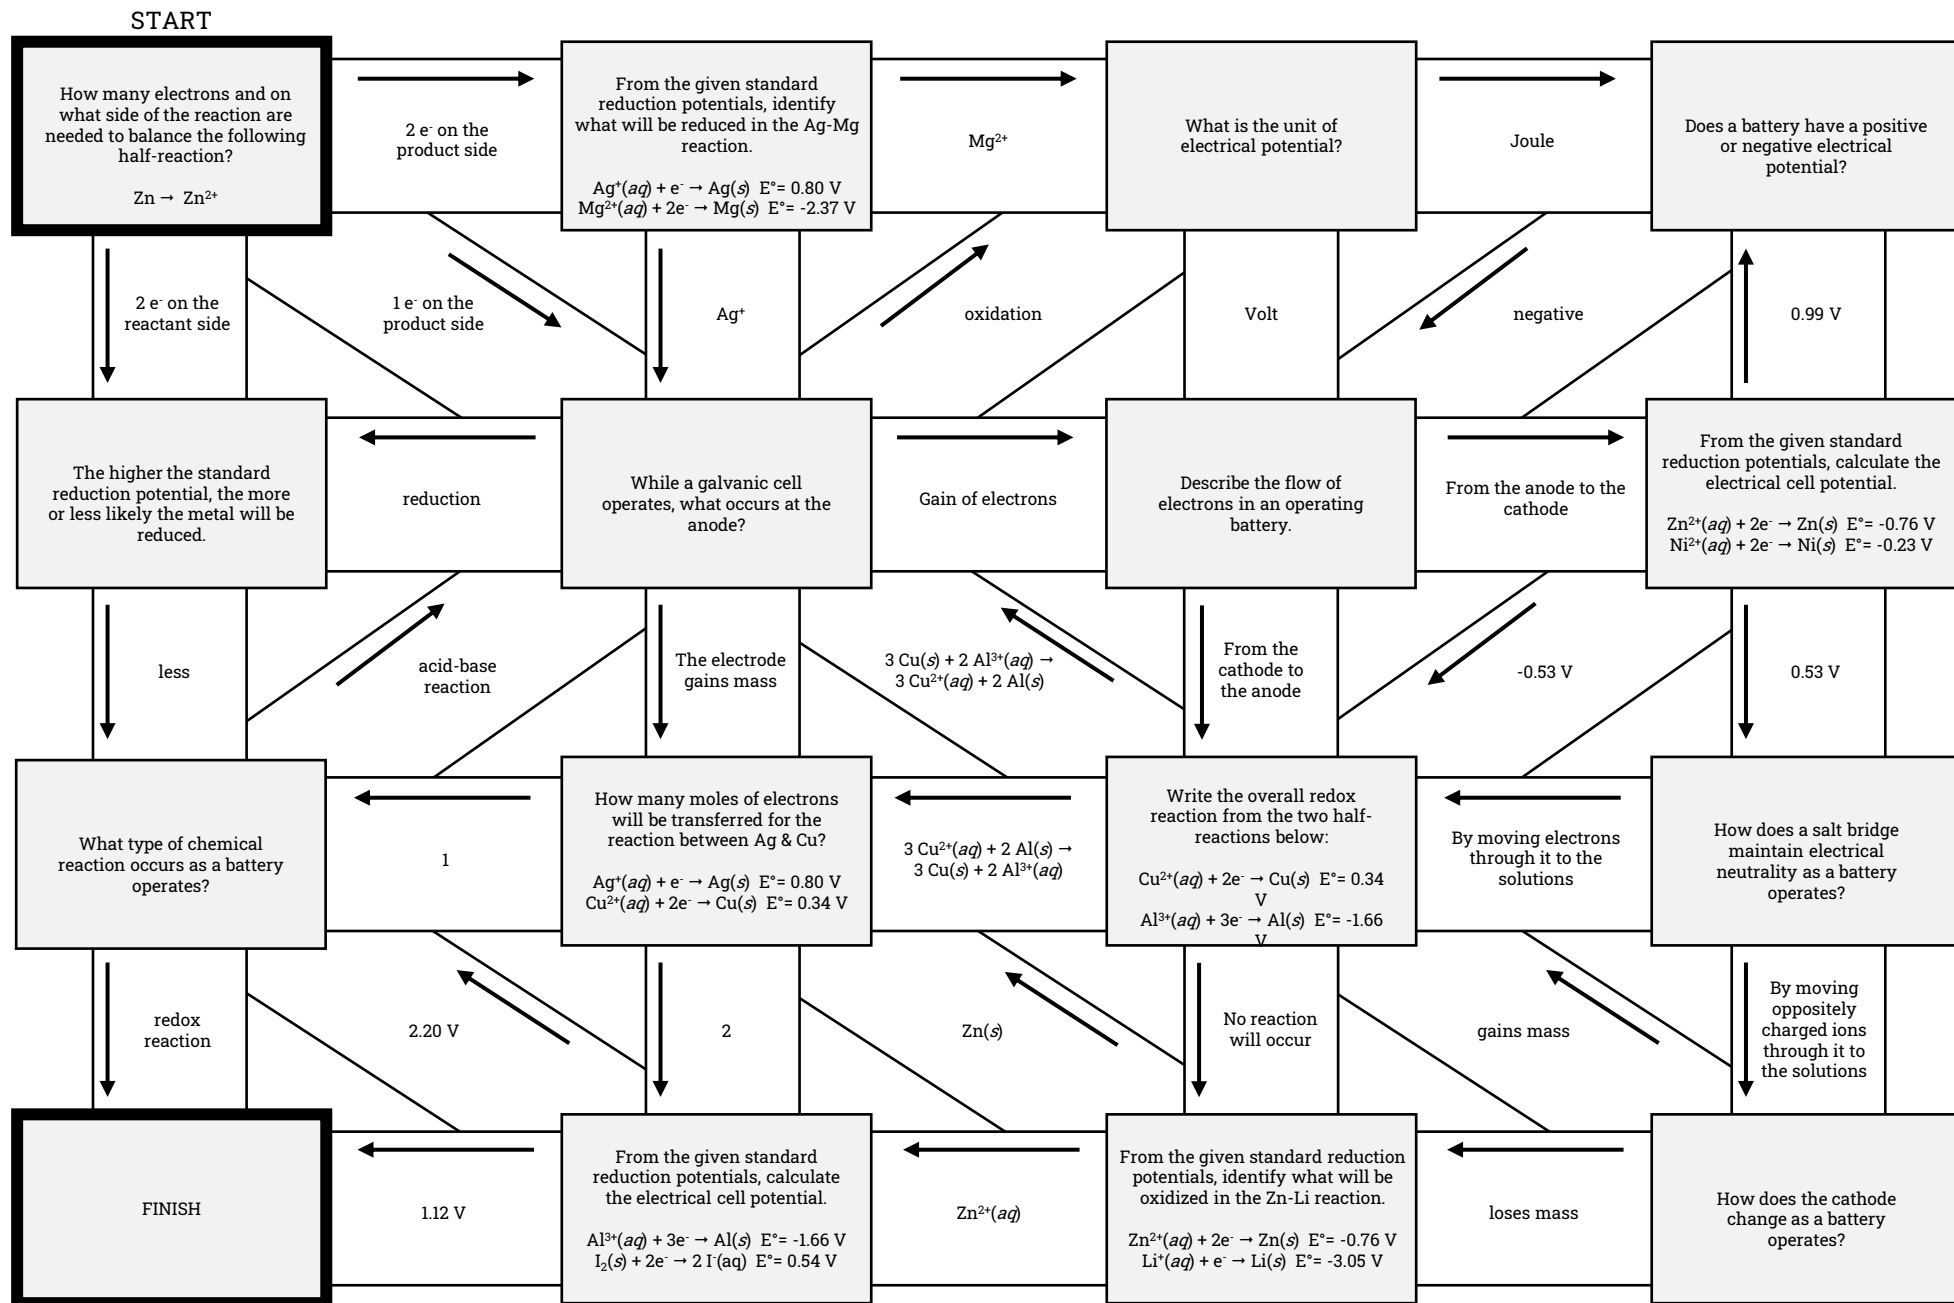 START
How many electrons and on
what side of the reaction are
needed to balance the following
half-reaction?
Zn → Zn²⁺
2 e⁻ on the
product side
From the given standard
reduction potentials, identify
what will be reduced in the Ag-Mg
reaction.
Ag⁺(aq) + e⁻ → Ag(s) E°= 0.80 V
Mg²⁺(aq) + 2e⁻ → Mg(s) E°= -2.37 V
Mg²⁺
What is the unit of
electrical potential?
Joule
Does a battery have a positive
or negative electrical
potential?
2 e⁻ on the
reactant side
1 e⁻ on the
product side
Ag⁺
oxidation
Volt
negative
0.99 V
The higher the standard
reduction potential, the more
or less likely the metal will be
reduced.
reduction
While a galvanic cell
operates, what occurs at the
anode?
Gain of electrons
Describe the flow of
electrons in an operating
battery.
From the anode to the
cathode
From the given standard
reduction potentials, calculate the
electrical cell potential.
Zn²⁺(aq) + 2e⁻ → Zn(s) E°= -0.76 V
Ni²⁺(aq) + 2e⁻ → Ni(s) E°= -0.23 V
less
acid-base
reaction
The electrode
gains mass
3 Cu(s) + 2 Al³⁺(aq) →
3 Cu²⁺(aq) + 2 Al(s)
From the
cathode to
the anode
-0.53 V
0.53 V
What type of chemical
reaction occurs as a battery
operates?
1
How many moles of electrons
will be transferred for the
reaction between Ag & Cu?
Ag⁺(aq) + e⁻ → Ag(s) E°= 0.80 V
Cu²⁺(aq) + 2e⁻ → Cu(s) E°= 0.34 V
3 Cu²⁺(aq) + 2 Al(s) →
3 Cu(s) + 2 Al³⁺(aq)
Write the overall redox
reaction from the two half-
reactions below:
Cu²⁺(aq) + 2e⁻ → Cu(s) E°= 0.34
V
Al³⁺(aq) + 3e⁻ → Al(s) E°= -1.66
V
By moving electrons
through it to the
solutions
How does a salt bridge
maintain electrical
neutrality as a battery
operates?
redox
reaction
2.20 V
2
Zn(s)
No reaction
will occur
gains mass
By moving
oppositely
charged ions
through it to
the solutions
FINISH
1.12 V
From the given standard
reduction potentials, calculate
the electrical cell potential.
Al³⁺(aq) + 3e⁻ → Al(s) E°= -1.66 V
I₂(s) + 2e⁻ → 2 I⁻(aq) E°= 0.54 V
Zn²⁺(aq)
From the given standard reduction
potentials, identify what will be
oxidized in the Zn-Li reaction.
Zn²⁺(aq) + 2e⁻ → Zn(s) E°= -0.76 V
Li⁺(aq) + e⁻ → Li(s) E°= -3.05 V
loses mass
How does the cathode
change as a battery
operates?